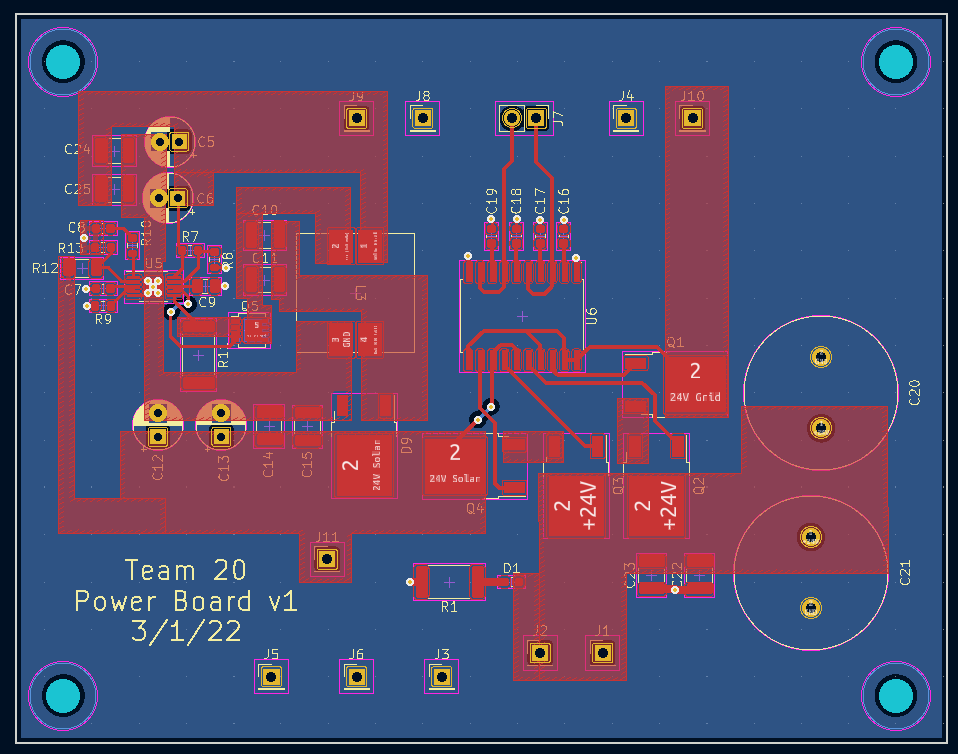 J9
J8
J7
J4
J10
C24
C5
C25
C6
C19
C18
C17
C16
C8
R10
C10
R13
R7
R6
C11
2
1
R12
U5
C7
C9
R9
Q5
5
L3
U6
3
GND
4
Q1
2
24V Grid
C20
C12
C13
C14
C15
2
24V Solar
D9
2
24V Solar
Q4
2
+24V
Q3
2
+24V
Q2
J11
Team 20
Power Board v1
3/1/22
R1
D1
C23
C22
C21
J2
J1
J5
J6
J3